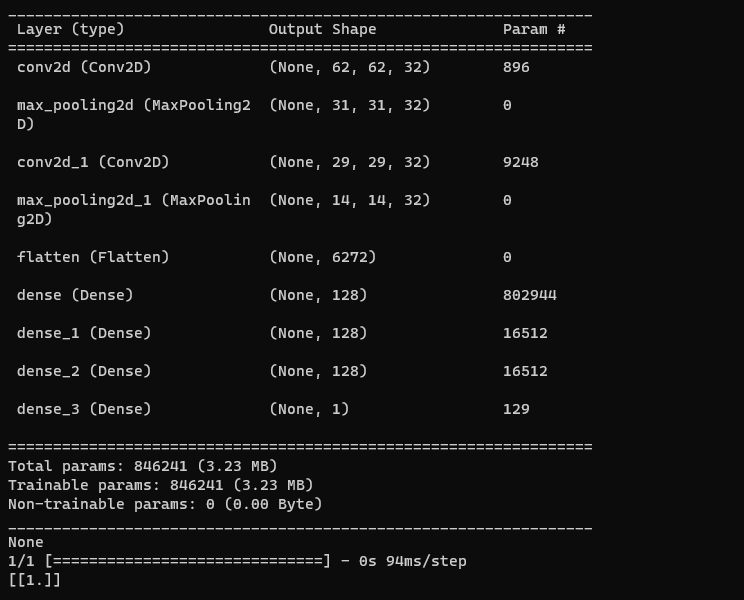 _________________________________________________________________
Layer (type)                Output Shape              Param #
=================================================================
conv2d (Conv2D)             (None, 62, 62, 32)        896
max_pooling2d (MaxPooling2  (None, 31, 31, 32)        0
D)
conv2d_1 (Conv2D)           (None, 29, 29, 32)        9248
max_pooling2d_1 (MaxPoolin  (None, 14, 14, 32)        0
g2D)
flatten (Flatten)           (None, 6272)              0
dense (Dense)               (None, 128)               802944
dense_1 (Dense)             (None, 128)               16512
dense_2 (Dense)             (None, 128)               16512
dense_3 (Dense)             (None, 1)                 129
=================================================================
Total params: 846241 (3.23 MB)
Trainable params: 846241 (3.23 MB)
Non-trainable params: 0 (0.00 Byte)
_________________________________________________________________
None
1/1 [==============================] - 0s 94ms/step
[[1.]]